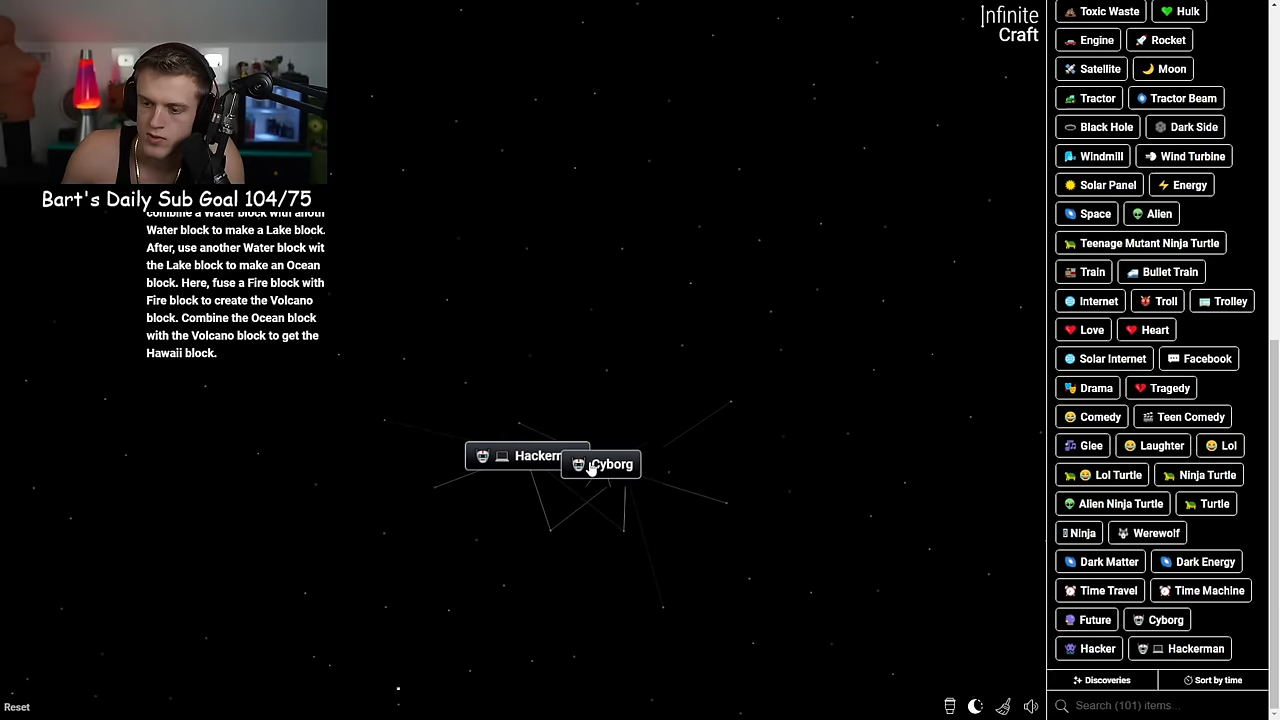 Infinite
Craft
Bart's Daily Sub Goal 104/75
combine a Water block with anoth
Water block to make a Lake block.
After, use another Water block wit
the Lake block to make an Ocean
block. Here, fuse a Fire block with
Fire block to create the Volcano
block. Combine the Ocean block
with the Volcano block to get the
Hawaii block.
Hackerm
Cyborg
Toxic Waste Hulk
Engine Rocket
Satellite Moon
Tractor Tractor Beam
Black Hole Dark Side
Windmill Wind Turbine
Solar Panel Energy
Space Alien
Teenage Mutant Ninja Turtle
Train Bullet Train
Internet Troll Trolley
Love Heart
Solar Internet Facebook
Drama Tragedy
Comedy Teen Comedy
Glee Laughter Lol
Lol Turtle Ninja Turtle
Alien Ninja Turtle Turtle
Ninja Werewolf
Dark Matter Dark Energy
Time Travel Time Machine
Future Cyborg
Hacker Hackerman
Discoveries Sort by time
Search (101) items...
Reset